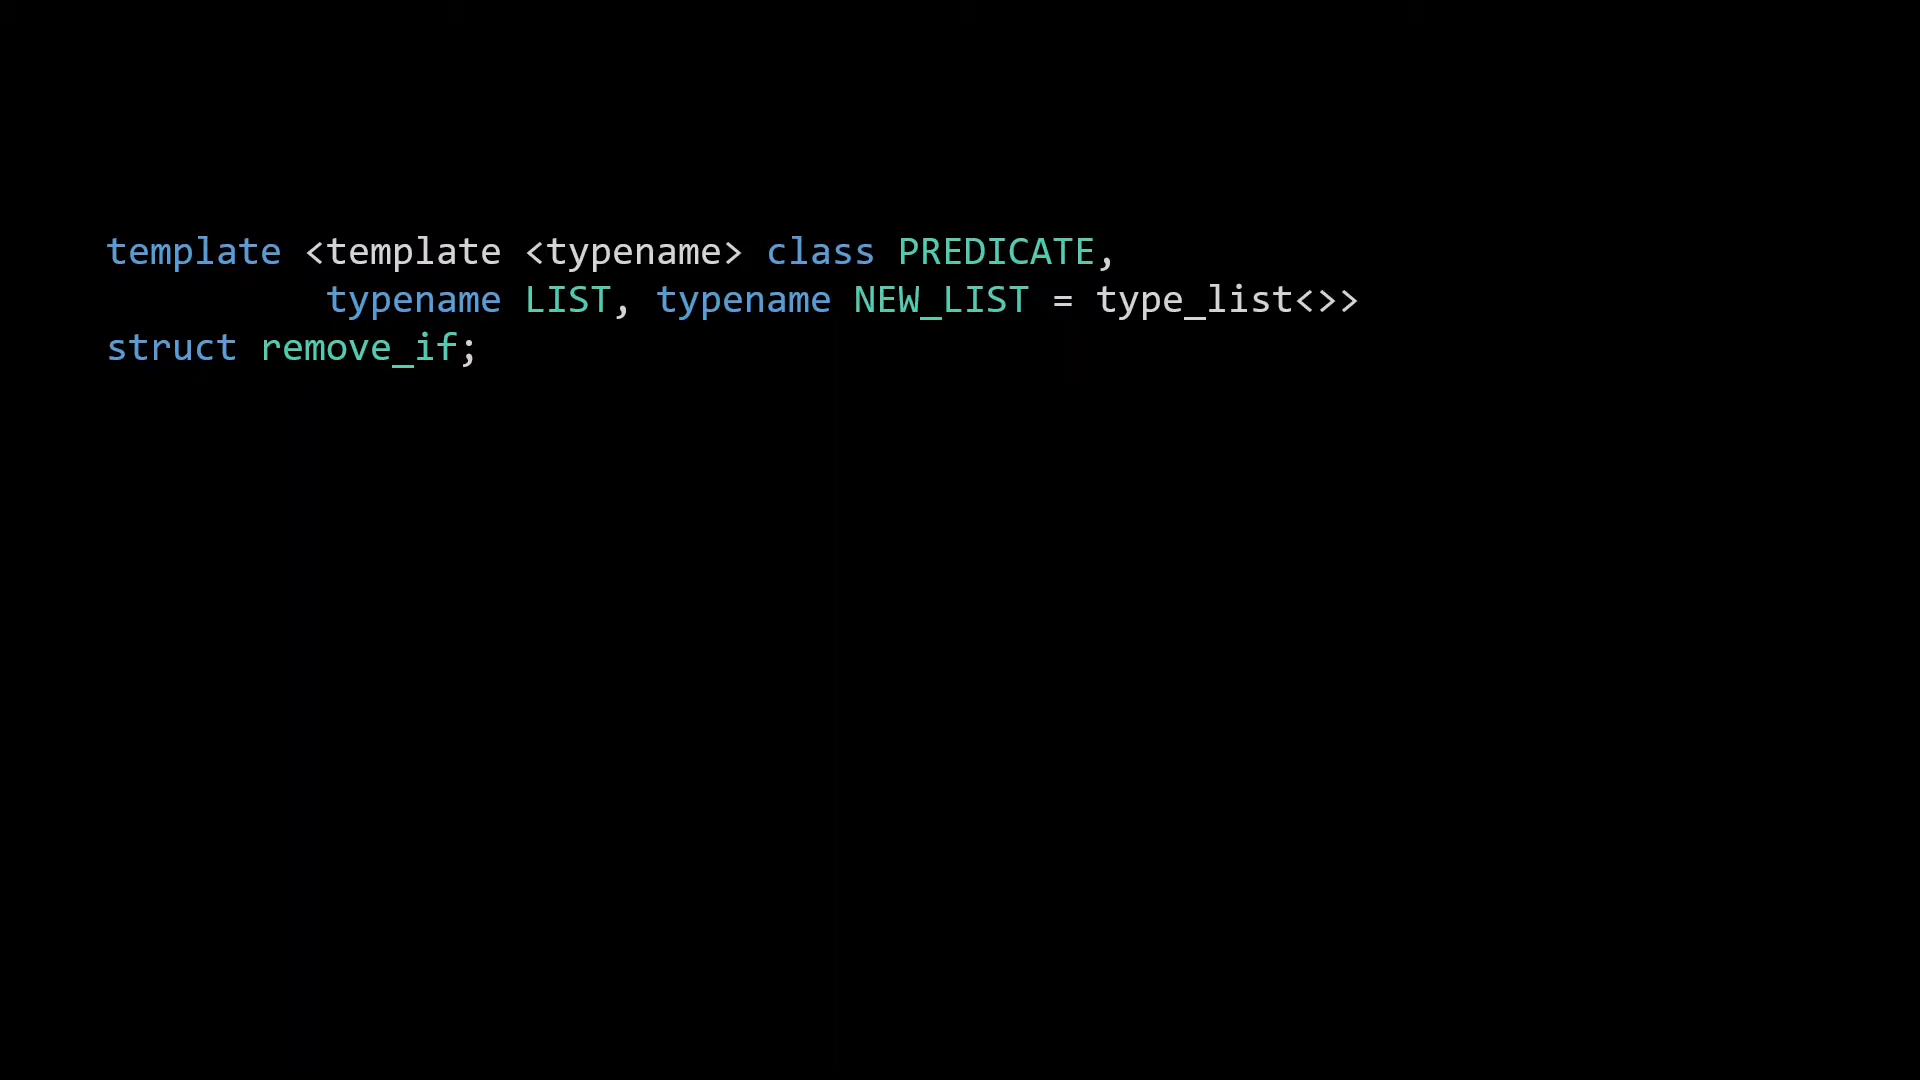 template <template <typename> class PREDICATE,
typename LIST, typename NEW_LIST = type_list<>>
struct remove_if;